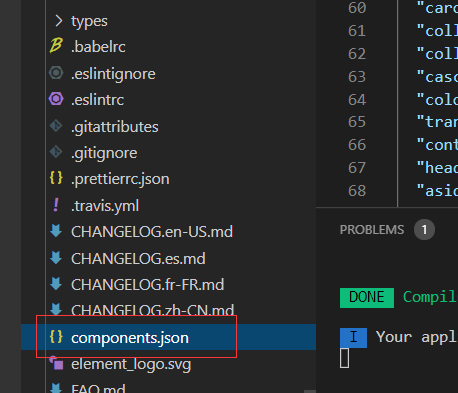 types
.babelrc
.eslintignore
.eslintrc
.gitattributes
.gitignore
.prettierrc.json
.travis.yml
CHANGELOG.en-US.md
CHANGELOG.es.md
CHANGELOG.fr-FR.md
CHANGELOG.zh-CN.md
components.json
element_logo.svg
FAQ.md
60 "card
61 "coll
62 "coll
63 "casc
64 "colo
65 "tran
66 "cont
67 "head
68 "asid
PROBLEMS 1
DONE Compil
I Your appl